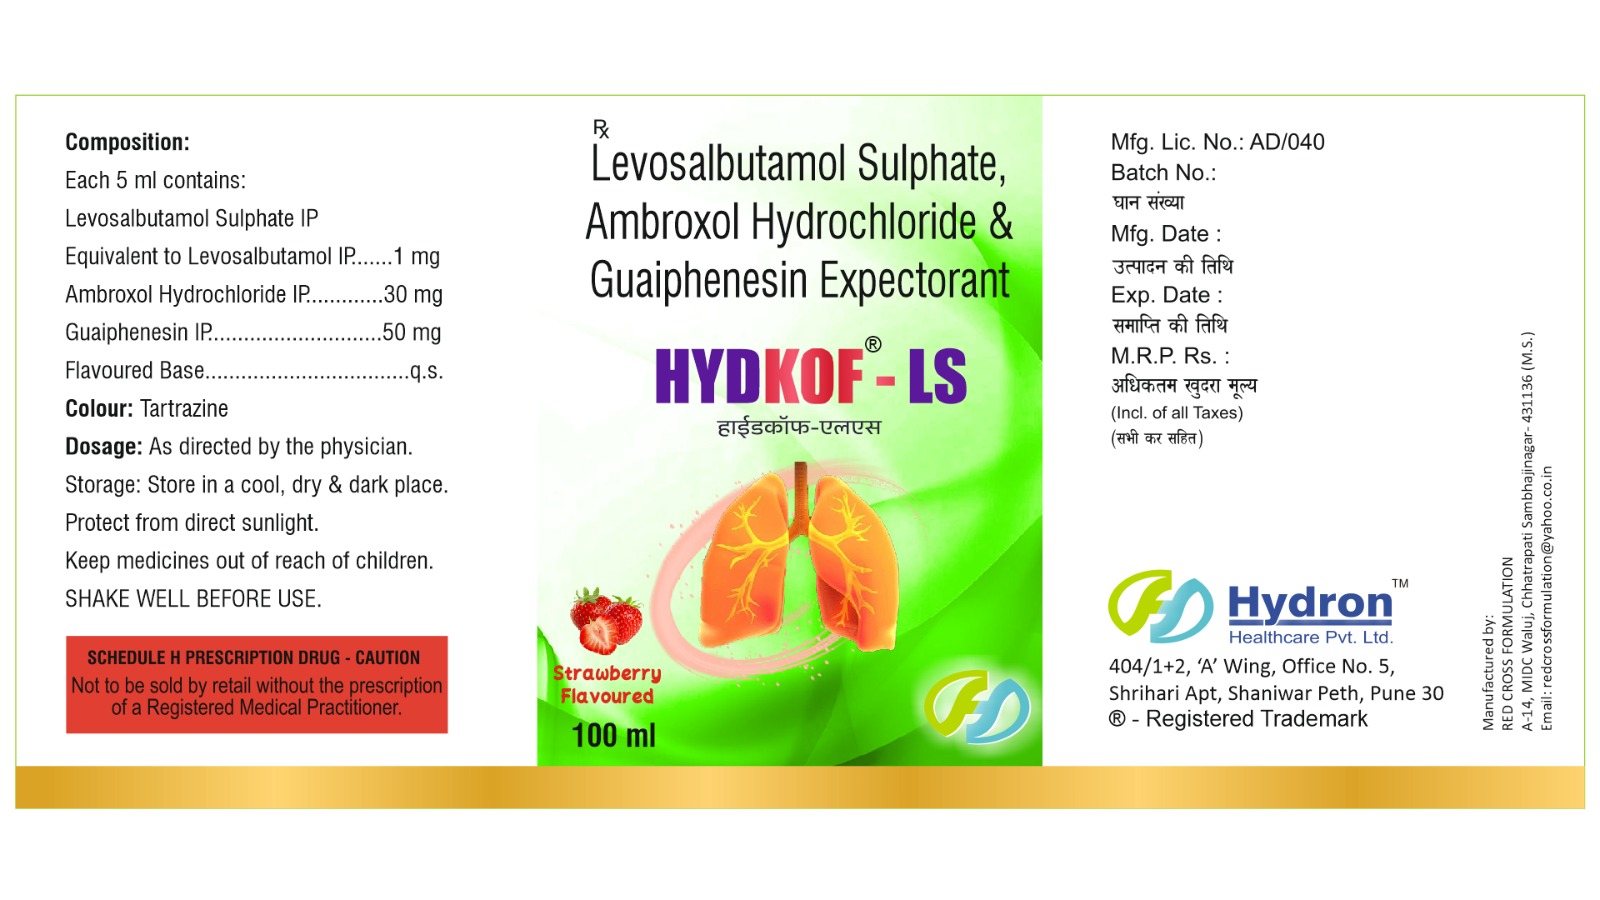 Composition:
Each 5 ml contains:
Levosalbutamol Sulphate IP
Equivalent to Levosalbutamol IP.......1 mg
Ambroxol Hydrochloride IP.............30 mg
Guaiphenesin IP.............................50 mg
Flavoured Base..................................q.s.
Colour: Tartrazine
Dosage: As directed by the physician.
Storage: Store in a cool, dry & dark place.
Protect from direct sunlight.
Keep medicines out of reach of children.
SHAKE WELL BEFORE USE.
SCHEDULE H PRESCRIPTION DRUG - CAUTION
Not to be sold by retail without the prescription
of a Registered Medical Practitioner.
Rx
Levosalbutamol Sulphate,
Ambroxol Hydrochloride &
Guaiphenesin Expectorant
HYDKOF® - LS
हाईडकॉफ-एलएस
Strawberry
Flavoured
100 ml
Mfg. Lic. No.: AD/040
Batch No.:
घान संख्या
Mfg. Date :
उत्पादन की तिथि
Exp. Date :
समाप्ति की तिथि
M.R.P. Rs. :
अधिकतम खुदरा मूल्य
(Incl. of all Taxes)
(सभी कर सहित)
Hydron™
Healthcare Pvt. Ltd.
404/1+2, ‘A’ Wing, Office No. 5,
Shrihari Apt, Shaniwar Peth, Pune 30
® - Registered Trademark
Manufactured by:
RED CROSS FORMULATION
A-14, MIDC Waluj, Chhatrapati Sambhajinagar- 431136 (M.S.)
Email: redcrossformulation@yahoo.co.in